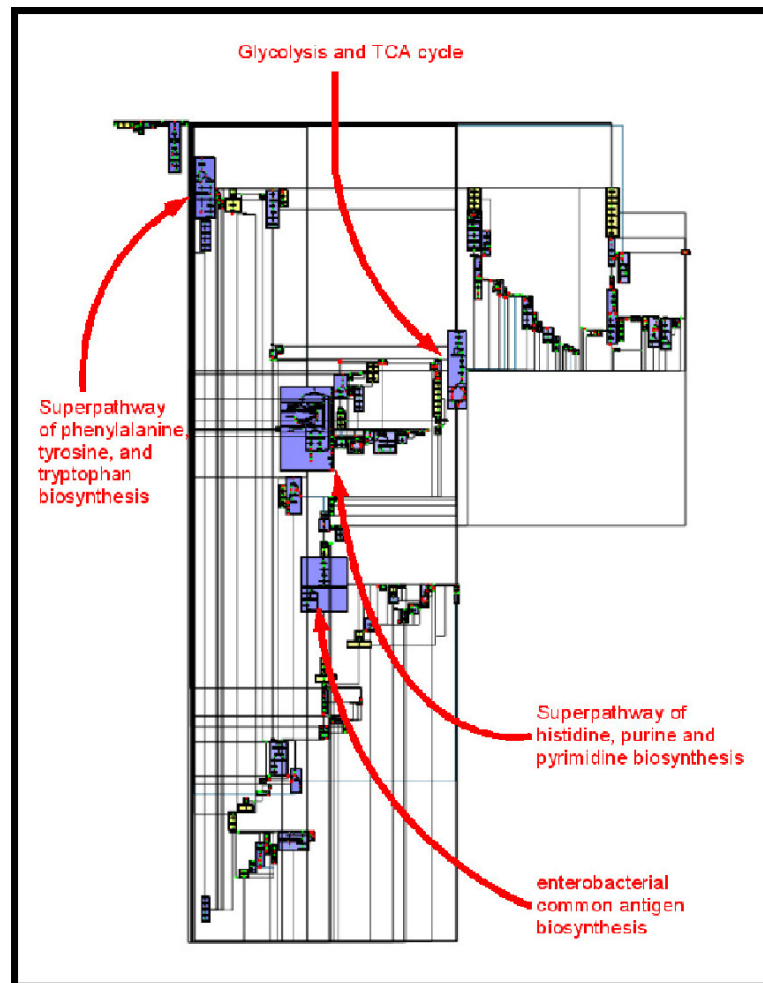 Glycolysis and TCA cycle
Superpathway
of phenylalanine,
tyrosine, and
tryptophan
biosynthesis
Superpathway of
histidine, purine and
pyrimidine biosynthesis
enterobacterial
common antigen
biosynthesis